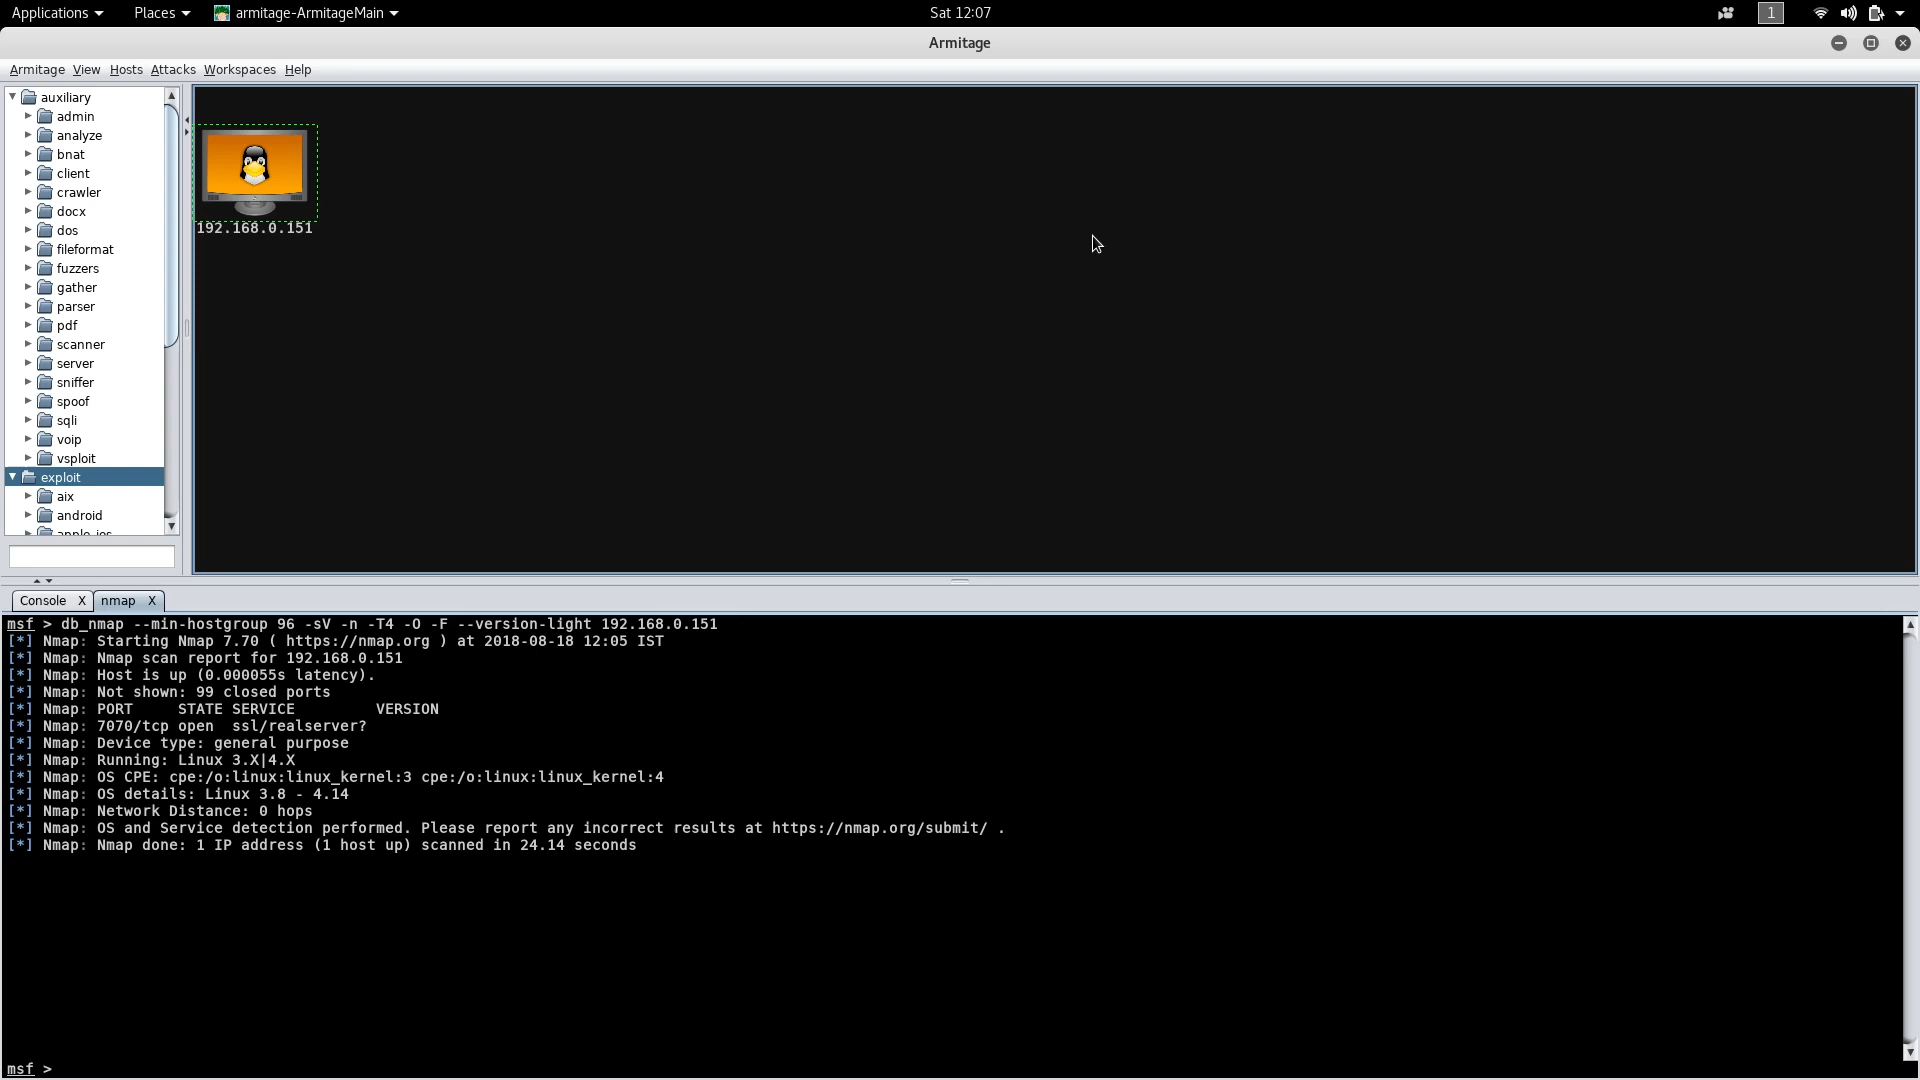 Applications Places armitage-ArmitageMain Sat 12:07 1
Armitage
Armitage View Hosts Attacks Workspaces Help
auxiliary
admin
analyze
bnat
client
crawler
docx
dos
fileformat
fuzzers
gather
parser
pdf
scanner
server
sniffer
spoof
sqli
voip
vsploit
exploit
aix
android
apple_ios
192.168.0.151
Console X nmap X
msf > db_nmap --min-hostgroup 96 -sV -n -T4 -O -F --version-light 192.168.0.151
[*] Nmap: Starting Nmap 7.70 ( https://nmap.org ) at 2018-08-18 12:05 IST
[*] Nmap: Nmap scan report for 192.168.0.151
[*] Nmap: Host is up (0.000055s latency).
[*] Nmap: Not shown: 99 closed ports
[*] Nmap: PORT     STATE SERVICE         VERSION
[*] Nmap: 7070/tcp open  ssl/realserver?
[*] Nmap: Device type: general purpose
[*] Nmap: Running: Linux 3.X|4.X
[*] Nmap: OS CPE: cpe:/o:linux:linux_kernel:3 cpe:/o:linux:linux_kernel:4
[*] Nmap: OS details: Linux 3.8 - 4.14
[*] Nmap: Network Distance: 0 hops
[*] Nmap: OS and Service detection performed. Please report any incorrect results at https://nmap.org/submit/ .
[*] Nmap: Nmap done: 1 IP address (1 host up) scanned in 24.14 seconds
msf >